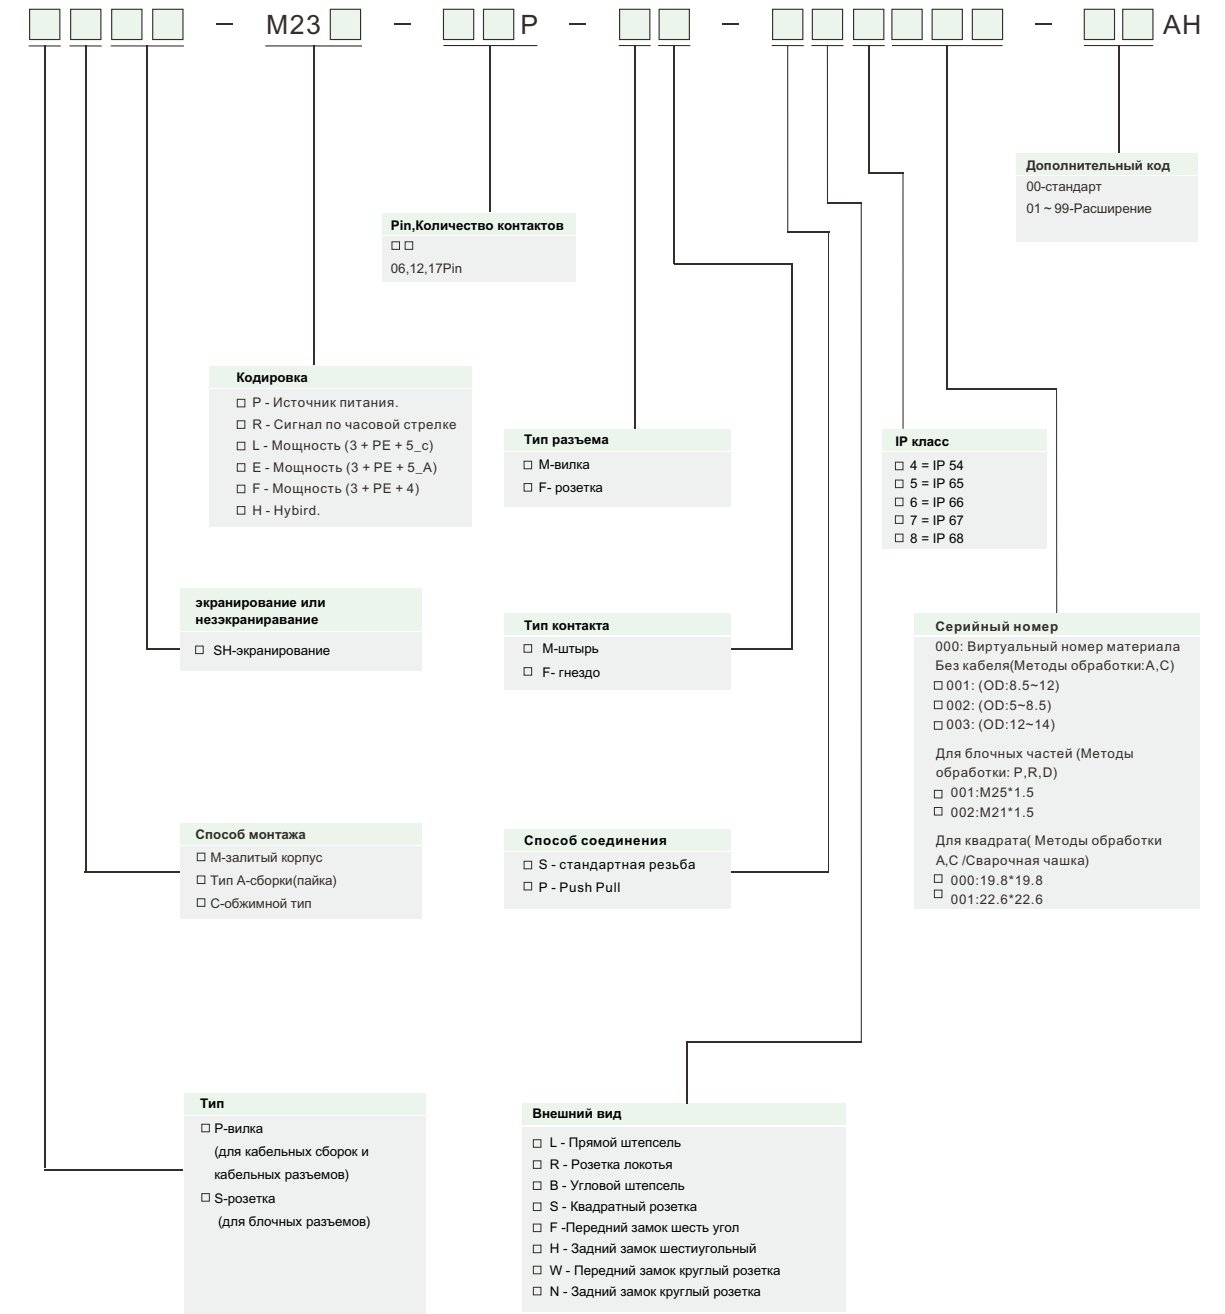 – M23 – P – – – AH
Дополнительный код
00-стандарт
01 ~ 99-Расширение
Pin,Количество контактов
06,12,17Pin
Кодировка
P - Источник питания.
R - Сигнал по часовой стрелке
L - Мощность (3 + PE + 5_c)
E - Мощность (3 + PE + 5_A)
F - Мощность (3 + PE + 4)
H - Hybird.
Тип разъема
М-вилка
F- розетка
IP класс
4 = IP 54
5 = IP 65
6 = IP 66
7 = IP 67
8 = IP 68
экранирование или
незэкраниравание
SH-экранирование
Тип контакта
М-штырь
F- гнездо
Серийный номер
000: Виртуальный номер материала
Без кабеля(Методы обработки:A,C)
001: (OD:8.5~12)
002: (OD:5~8.5)
003: (OD:12~14)
Для блочных частей (Методы
обработки: P,R,D)
001:M25*1.5
002:M21*1.5
Для квадрата( Методы обработки
A,C /Сварочная чашка)
000:19.8*19.8
001:22.6*22.6
Способ монтажа
М-залитый корпус
Тип А-сборки(пайка)
С-обжимной тип
Способ соединения
S - стандартная резьба
P - Push Pull
Тип
P-вилка
(для кабельных сборок и
кабельных разъемов)
S-розетка
(для блочных разъемов)
Внешний вид
L - Прямой штепсель
R - Розетка локотья
B - Угловой штепсель
S - Квадратный розетка
F -Передний замок шесть угол
H - Задний замок шестиугольный
W - Передний замок круглый розетка
N - Задний замок круглый розетка